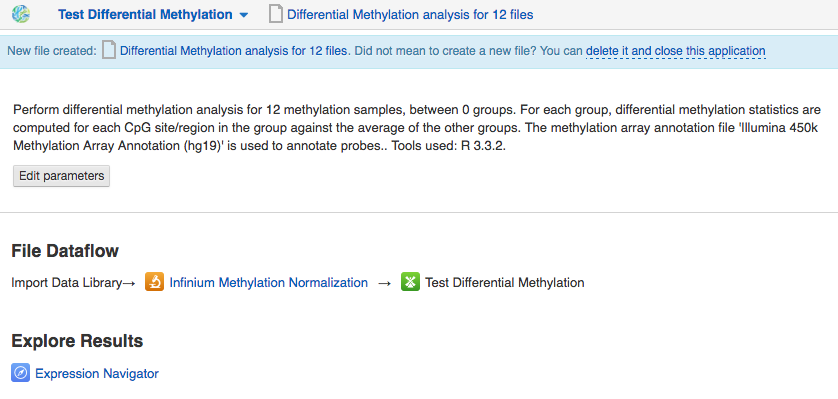 Test Differential Methylation Differential Methylation analysis for 12 files
New file created: Differential Methylation analysis for 12 files. Did not mean to create a new file? You can delete it and close this application
Perform differential methylation analysis for 12 methylation samples, between 0 groups. For each group, differential methylation statistics are
computed for each CpG site/region in the group against the average of the other groups. The methylation array annotation file 'Illumina 450k
Methylation Array Annotation (hg19)' is used to annotate probes.. Tools used: R 3.3.2.
Edit parameters
File Dataflow
Import Data Library→ Infinium Methylation Normalization → Test Differential Methylation
Explore Results
Expression Navigator